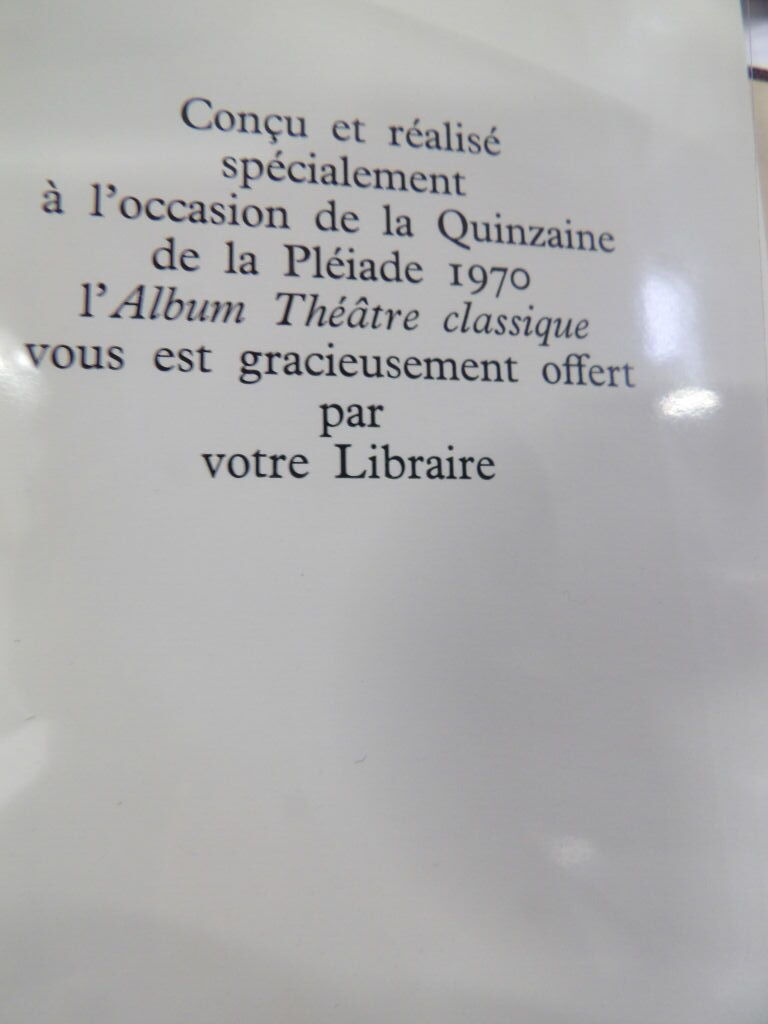 Conçu et réalisé
spécialement
à l'occasion de la Quinzaine
de la Pléiade 1970
l'Album Théâtre classique
vous est gracieusement offert
par
votre Libraire